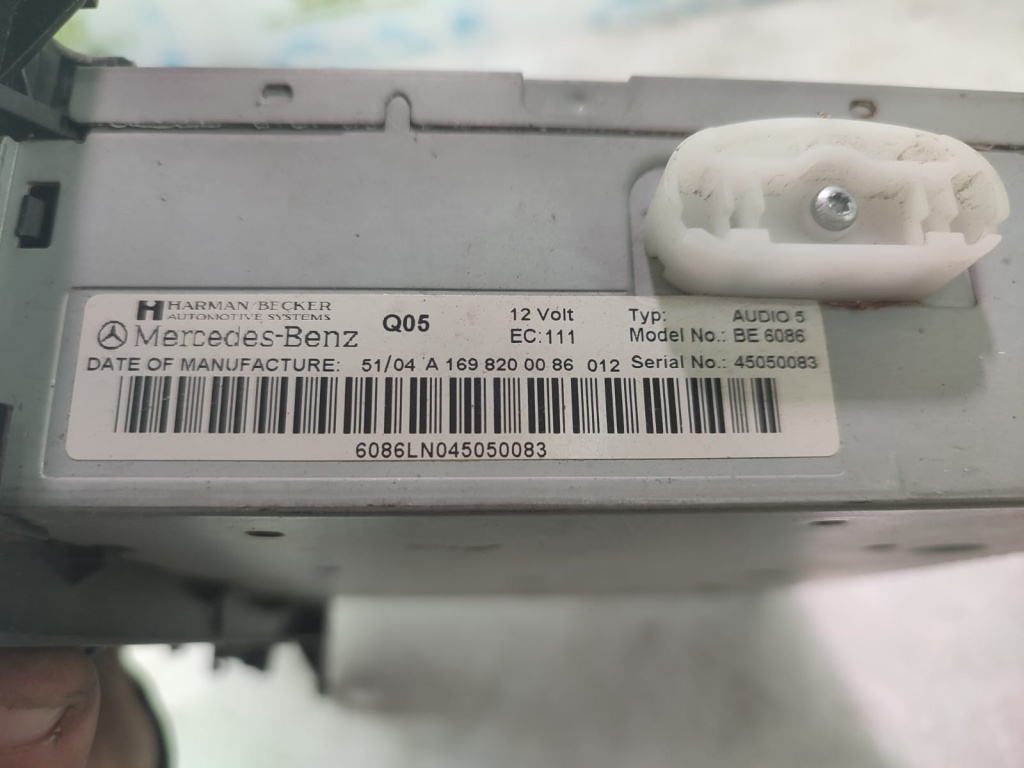 HARMAN/BECKER
AUTOMOTIVE SYSTEMS
Mercedes-Benz
Q05
12 Volt
EC:111
Typ: AUDIO 5
Model No.: BE 6086
DATE OF MANUFACTURE: 51/04 A 169 820 00 86 012 Serial No.: 45050083
6086LN045050083